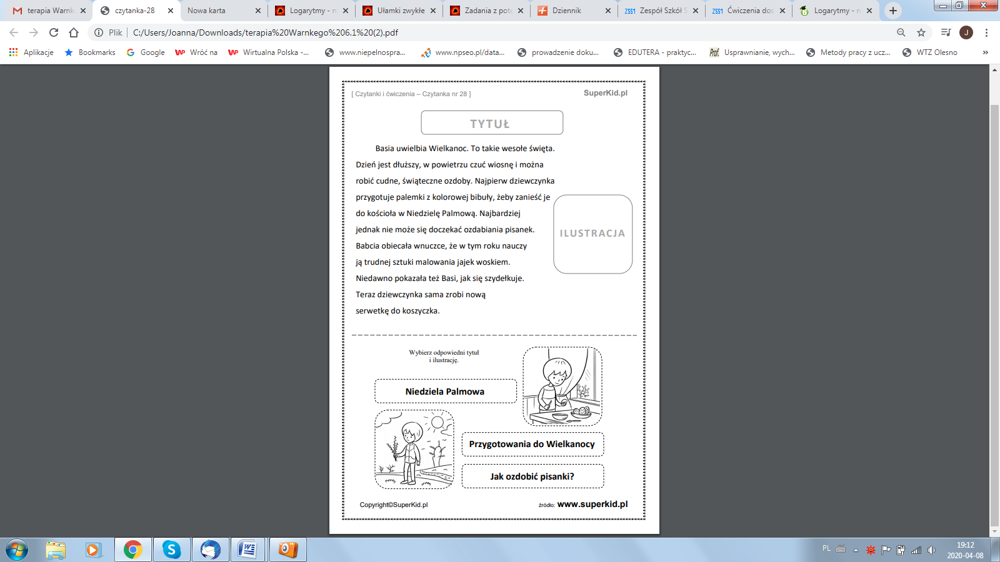 terapia Warnke
czytanka-28
Nowa karta
Logarytmy - n
Ułamki zwykłe
Zadania z potę
Dziennik
ZSS1 Zespół Szkół S
ZSS1 Ćwiczenia dos
Logarytmy - n
Plik
C:/Users/Joanna/Downloads/terapia%20Warnkego%206.1%20(2).pdf
J
Aplikacje
Bookmarks
Google
Wróć na
Wirtualna Polska -...
www.niepelnospra...
www.npseo.pl/data...
prowadzenie doku...
EDUTERA - praktyc...
Prof. Usprawnianie, wych...
Metody pracy z ucz...
WTZ Olesno
»
[ Czytanki i ćwiczenia – Czytanka nr 28 ]
SuperKid.pl
TYTUŁ
Basia uwielbia Wielkanoc. To takie wesołe święta.
Dzień jest dłuższy, w powietrzu czuć wiosnę i można
robić cudne, świąteczne ozdoby. Najpierw dziewczynka
przygotuje palemki z kolorowej bibuły, żeby zanieść je
do kościoła w Niedzielę Palmową. Najbardziej
jednak nie może się doczekać ozdabiania pisanek.
Babcia obiecała wnuczce, że w tym roku nauczy
ją trudnej sztuki malowania jajek woskiem.
Niedawno pokazała też Basi, jak się szydełkuje.
Teraz dziewczynka sama zrobi nową
serwetkę do koszyczka.
ILUSTRACJA
Wybierz odpowiedni tytuł
i ilustrację.
Niedziela Palmowa
Przygotowania do Wielkanocy
Jak ozdobić pisanki?
Copyright©SuperKid.pl
źródło: www.superkid.pl
PL
19:12
2020-04-08